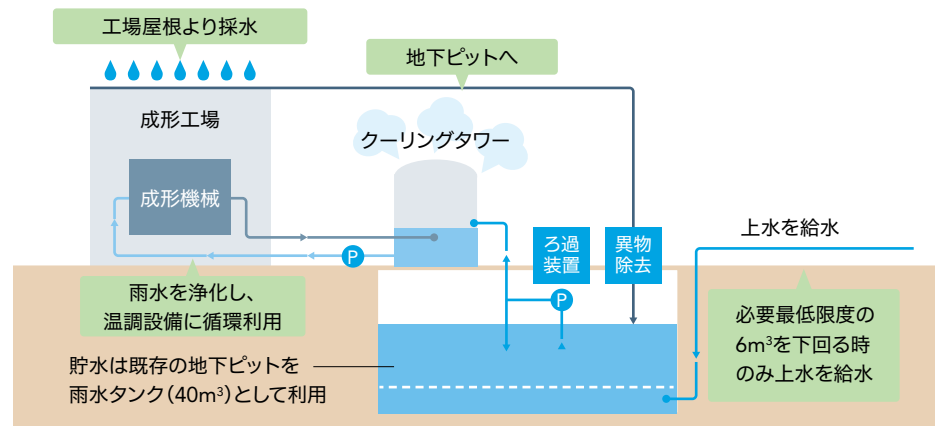 工場屋根より採水
地下ピットへ
成形工場
クーリングタワー
成形機械
上水を給水
ろ過
装置
異物
除去
P
P
雨水を浄化し、
温調設備に循環利用
必要最低限度の
6m³を下回る時
のみ上水を給水
貯水は既存の地下ピットを
雨水タンク（40m³）として利用